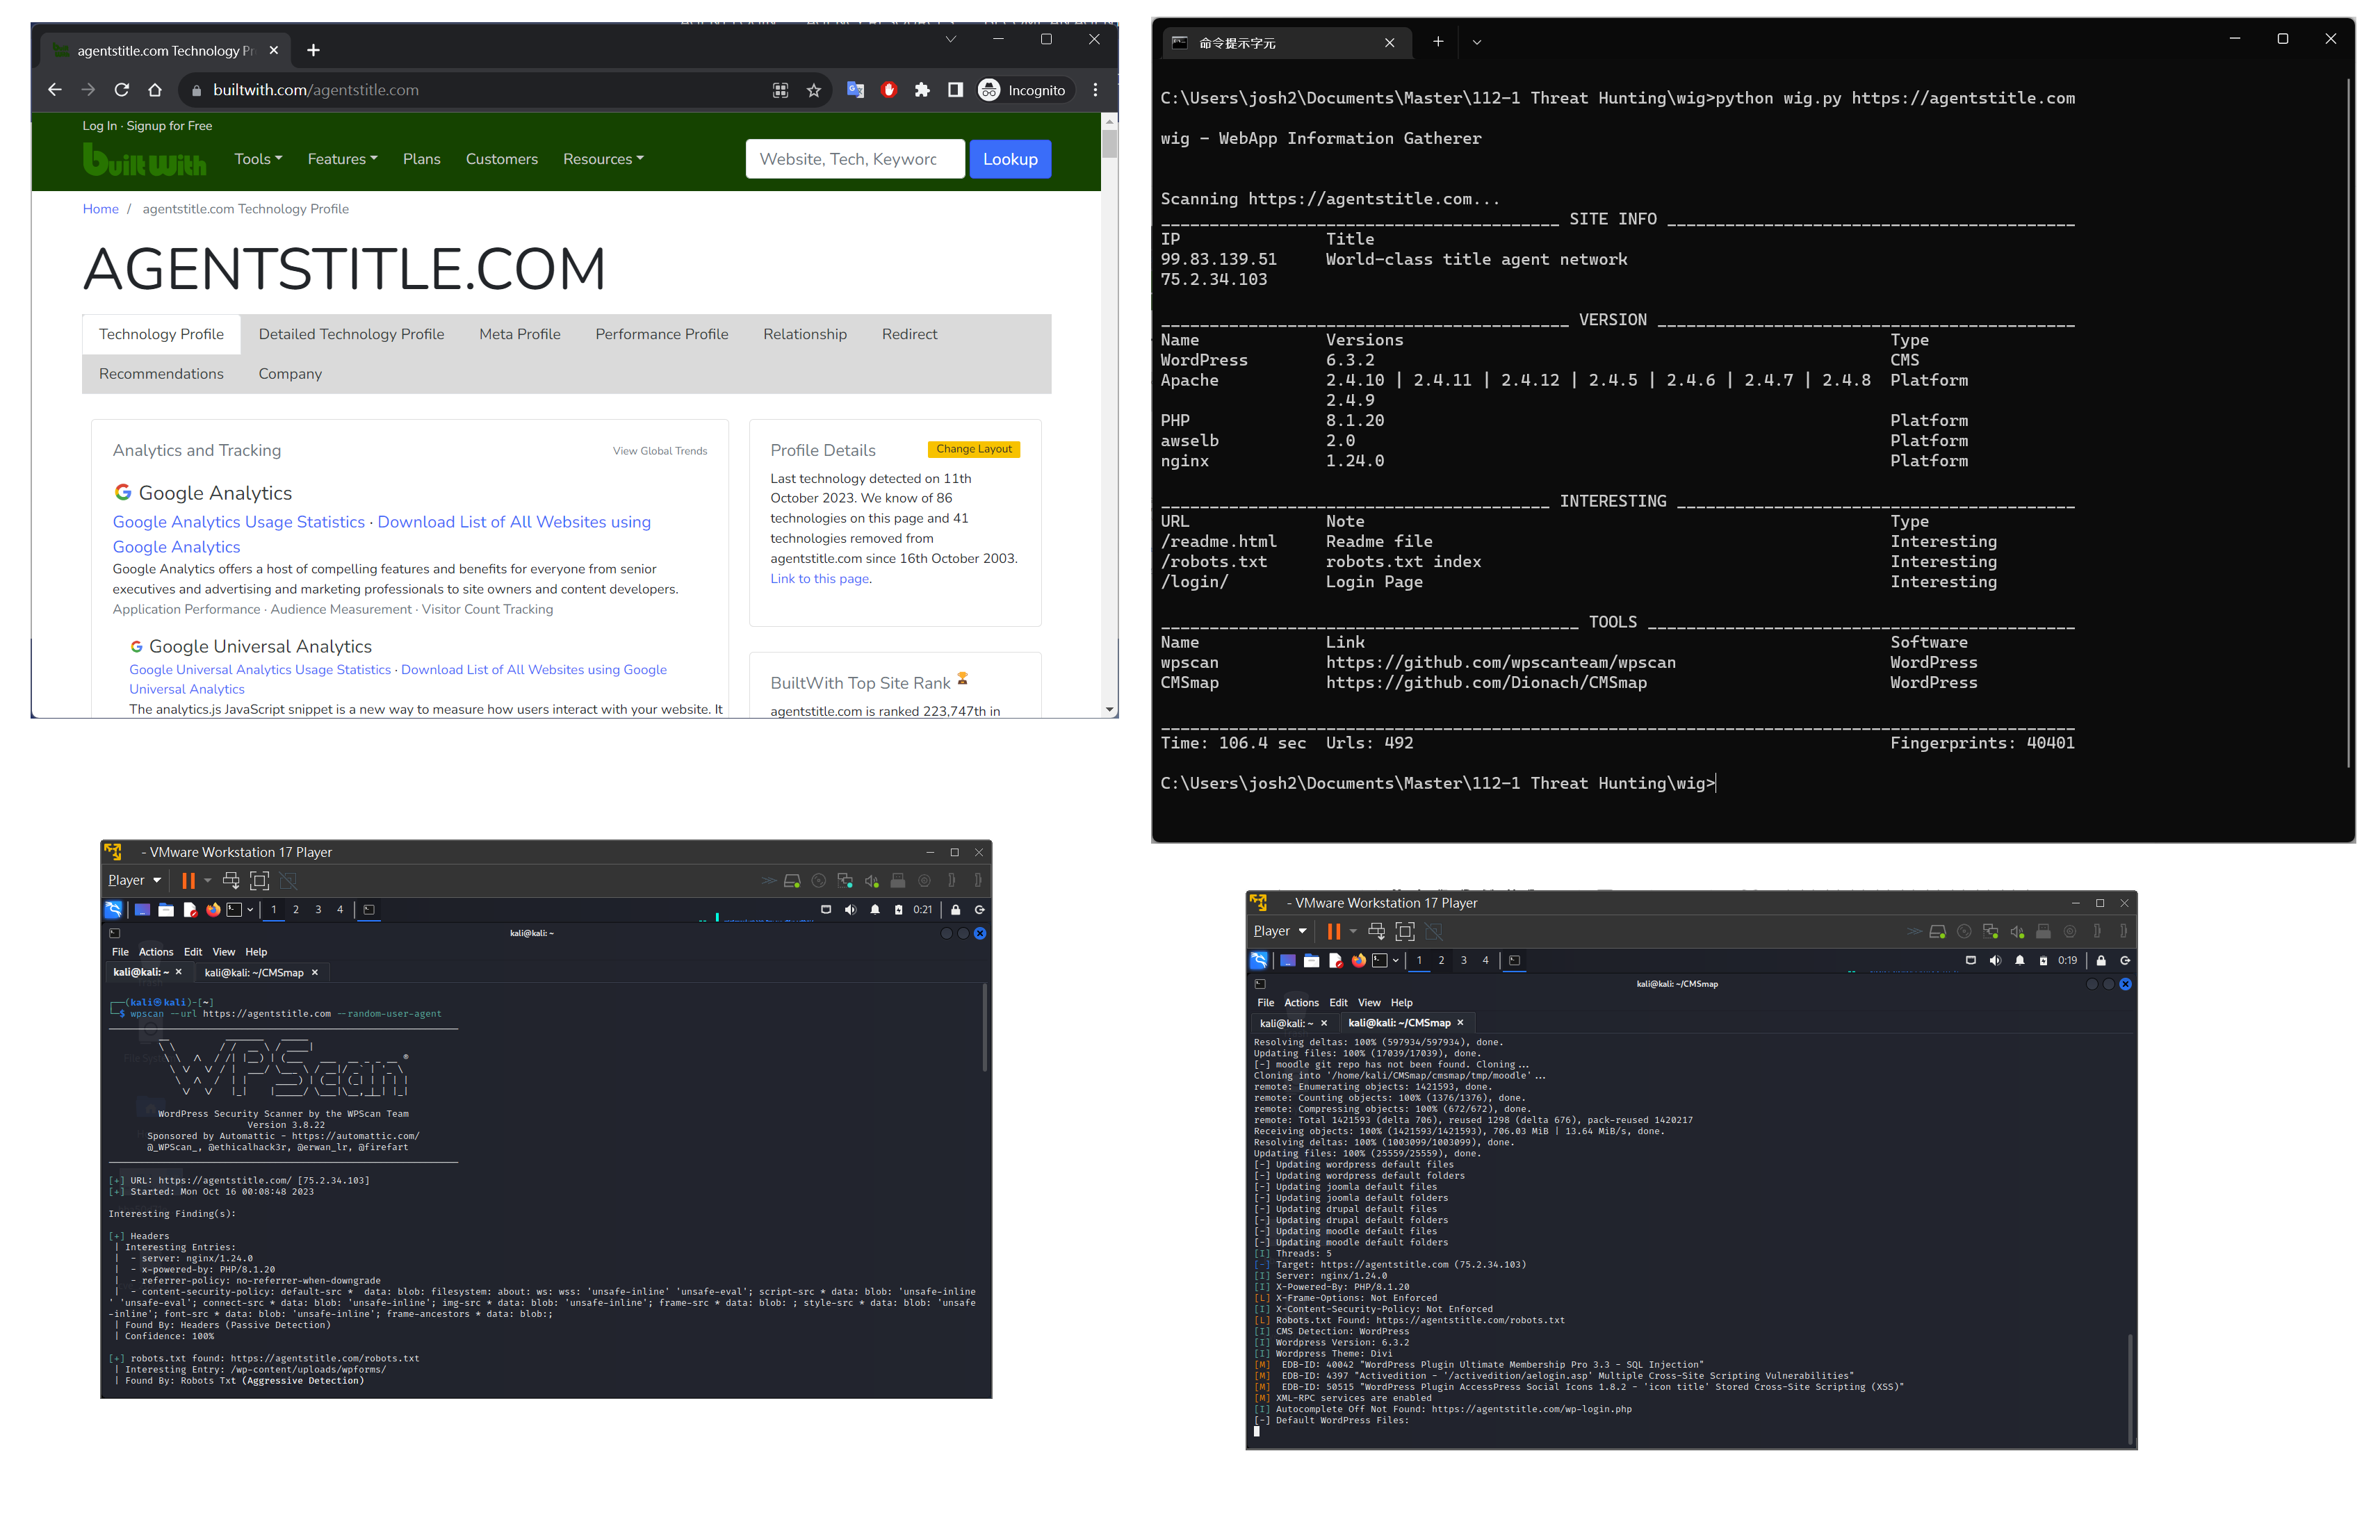 agentstitle.com Technology Pr
builtwith.com/agentstitle.com
Incognito
Log In · Signup for Free
built With
Tools
Features
Plans
Customers
Resources
Website, Tech, Keyword
Lookup
Home / agentstitle.com Technology Profile
AGENTSTITLE.COM
Technology Profile
Detailed Technology Profile
Meta Profile
Performance Profile
Relationship
Redirect
Recommendations
Company
Analytics and Tracking
View Global Trends
Google Analytics
Google Analytics Usage Statistics · Download List of All Websites using
Google Analytics
Google Analytics offers a host of compelling features and benefits for everyone from senior
executives and advertising and marketing professionals to site owners and content developers.
Application Performance · Audience Measurement · Visitor Count Tracking
Google Universal Analytics
Google Universal Analytics Usage Statistics · Download List of All Websites using Google
Universal Analytics
The analytics.js JavaScript snippet is a new way to measure how users interact with your website. It
Profile Details
Change Layout
Last technology detected on 11th
October 2023. We know of 86
technologies on this page and 41
technologies removed from
agentstitle.com since 16th October 2003.
Link to this page.
BuiltWith Top Site Rank
agentstitle.com is ranked 223,747th in
命令提示字元
C:\Users\josh2\Documents\Master\112-1 Threat Hunting\wig>python wig.py https://agentstitle.com
wig - WebApp Information Gatherer
Scanning https://agentstitle.com...
SITE INFO
IP Title
99.83.139.51 World-class title agent network
75.2.34.103
VERSION
Name Versions Type
WordPress 6.3.2 CMS
Apache 2.4.10 | 2.4.11 | 2.4.12 | 2.4.5 | 2.4.6 | 2.4.7 | 2.4.8 Platform
2.4.9
PHP 8.1.20 Platform
awselb 2.0 Platform
nginx 1.24.0 Platform
INTERESTING
URL Note Type
/readme.html Readme file Interesting
/robots.txt robots.txt index Interesting
/login/ Login Page Interesting
TOOLS
Name Link Software
wpscan https://github.com/wpscanteam/wpscan WordPress
CMSmap https://github.com/Dionach/CMSmap WordPress
Time: 106.4 sec Urls: 492 Fingerprints: 40401
C:\Users\josh2\Documents\Master\112-1 Threat Hunting\wig>
- VMware Workstation 17 Player
Player
1 2 3 4
0:21
kali@kali: ~
File Actions Edit View Help
kali@kali: ~
kali@kali: ~/CMSmap
(kali㉿kali)-[~]
$ wpscan --url https://agentstitle.com --random-user-agent
WPScan ®
WordPress Security Scanner by the WPScan Team
Version 3.8.22
Sponsored by Automattic - https://automattic.com/
@_WPScan_, @ethicalhack3r, @erwan_lr, @firefart
[+] URL: https://agentstitle.com/ [75.2.34.103]
[+] Started: Mon Oct 16 00:08:48 2023
Interesting Finding(s):
[+] Headers
| Interesting Entries:
| - server: nginx/1.24.0
| - x-powered-by: PHP/8.1.20
| - referrer-policy: no-referrer-when-downgrade
| - content-security-policy: default-src * data: blob: filesystem: about: ws: wss: 'unsafe-inline' 'unsafe-eval'; script-src * data: blob: 'unsafe-inline
' 'unsafe-eval'; connect-src * data: blob: 'unsafe-inline'; img-src * data: blob: 'unsafe-inline'; frame-src * data: blob: ; style-src * data: blob: 'unsafe
-inline'; font-src * data: blob: 'unsafe-inline'; frame-ancestors * data: blob:;
| Found By: Headers (Passive Detection)
| Confidence: 100%
[+] robots.txt found: https://agentstitle.com/robots.txt
| Interesting Entry: /wp-content/uploads/wpforms/
| Found By: Robots Txt (Aggressive Detection)
- VMware Workstation 17 Player
Player
1 2 3 4
0:19
kali@kali: ~/CMSmap
File Actions Edit View Help
kali@kali: ~
kali@kali: ~/CMSmap
Resolving deltas: 100% (597934/597934), done.
Updating files: 100% (17039/17039), done.
[-] moodle git repo has not been found. Cloning...
Cloning into '/home/kali/CMSmap/cmsmap/tmp/moodle'...
remote: Enumerating objects: 1421593, done.
remote: Counting objects: 100% (1376/1376), done.
remote: Compressing objects: 100% (672/672), done.
remote: Total 1421593 (delta 706), reused 1298 (delta 676), pack-reused 1420217
Receiving objects: 100% (1421593/1421593), 706.03 MiB | 13.64 MiB/s, done.
Resolving deltas: 100% (1003099/1003099), done.
Updating files: 100% (25559/25559), done.
[-] Updating wordpress default files
[-] Updating wordpress default folders
[-] Updating joomla default files
[-] Updating joomla default folders
[-] Updating drupal default files
[-] Updating drupal default folders
[-] Updating moodle default files
[-] Updating moodle default folders
[I] Threads: 5
[-] Target: https://agentstitle.com (75.2.34.103)
[I] Server: nginx/1.24.0
[I] X-Powered-By: PHP/8.1.20
[L] X-Frame-Options: Not Enforced
[I] X-Content-Security-Policy: Not Enforced
[L] Robots.txt Found: https://agentstitle.com/robots.txt
[I] CMS Detection: WordPress
[I] Wordpress Version: 6.3.2
[I] Wordpress Theme: Divi
[M] EDB-ID: 40042 "WordPress Plugin Ultimate Membership Pro 3.3 - SQL Injection"
[M] EDB-ID: 4397 "Activedition - '/activedition/aelogin.asp' Multiple Cross-Site Scripting Vulnerabilities"
[M] EDB-ID: 50515 "WordPress Plugin AccessPress Social Icons 1.8.2 - 'icon title' Stored Cross-Site Scripting (XSS)"
[M] XML-RPC services are enabled
[I] Autocomplete Off Not Found: https://agentstitle.com/wp-login.php
[-] Default WordPress Files: